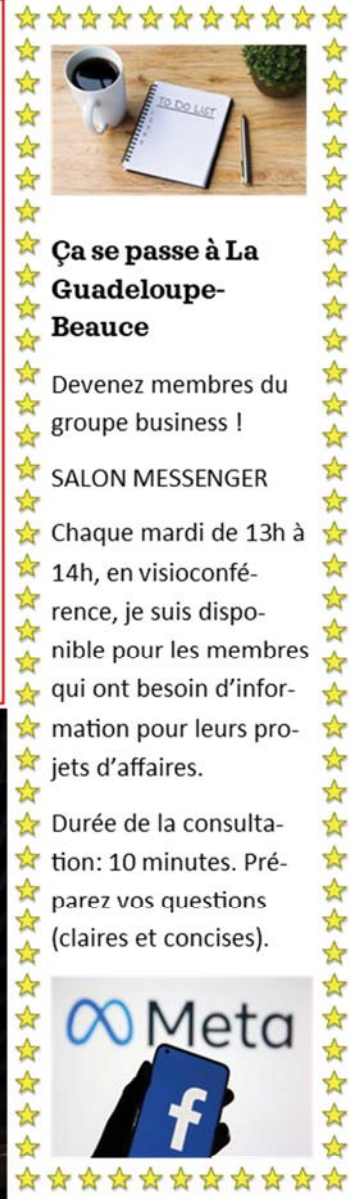 TO DO LIST
Ça se passe à La
Guadeloupe-
Beauce
Devenez membres du
groupe business !
SALON MESSENGER
Chaque mardi de 13h à
14h, en visioconfé-
rence, je suis dispo-
nible pour les membres
qui ont besoin d’infor-
mation pour leurs pro-
jets d’affaires.
Durée de la consulta-
tion: 10 minutes. Pré-
parez vos questions
(claires et concises).
Meta
f